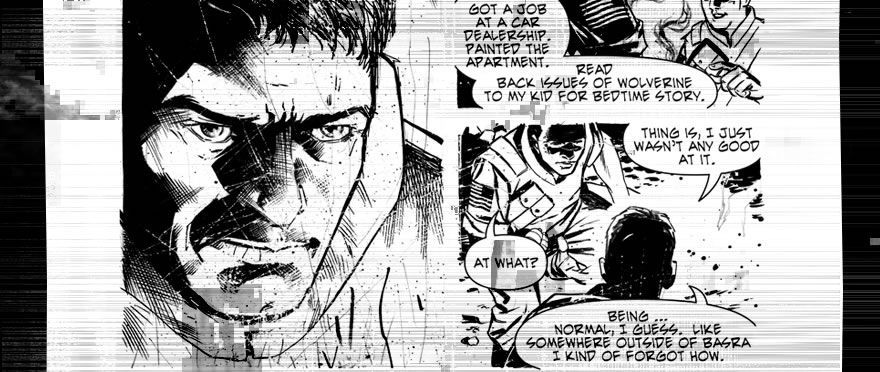 GOT A JOB
AT A CAR
DEALERSHIP.
PAINTED THE
APARTMENT.
READ
BACK ISSUES OF WOLVERINE
TO MY KID FOR BEDTIME STORY.
THING IS, I JUST
WASN'T ANY GOOD
AT IT.
AT WHAT?
BEING ...
NORMAL, I GUESS. LIKE
SOMEWHERE OUTSIDE OF BASRA
I KIND OF FORGOT HOW.